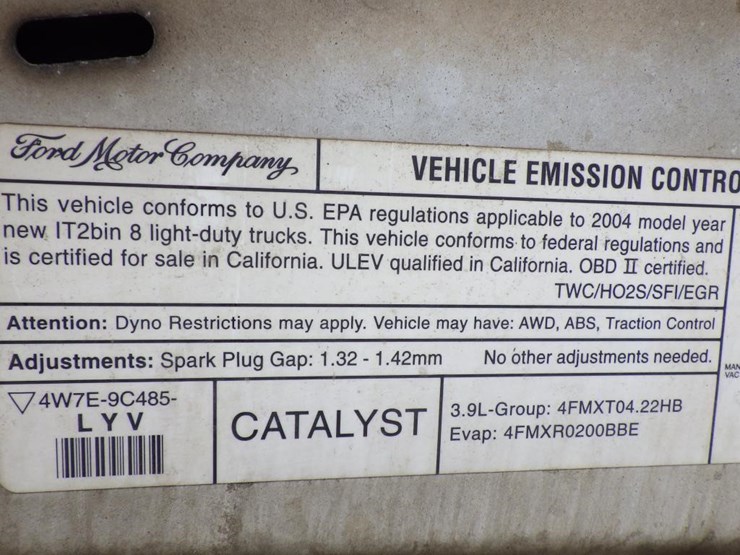 Ford Motor Company
VEHICLE EMISSION CONTRO
This vehicle conforms to U.S. EPA regulations applicable to 2004 model year
new IT2bin 8 light-duty trucks. This vehicle conforms to federal regulations and
is certified for sale in California. ULEV qualified in California. OBD II certified.
TWC/HO2S/SFI/EGR
Attention: Dyno Restrictions may apply. Vehicle may have: AWD, ABS, Traction Control
Adjustments: Spark Plug Gap: 1.32 - 1.42mm No other adjustments needed.
MAN
VAC
▽4W7E-9C485-
LYV
CATALYST
3.9L-Group: 4FMXT04.22HB
Evap: 4FMXR0200BBE